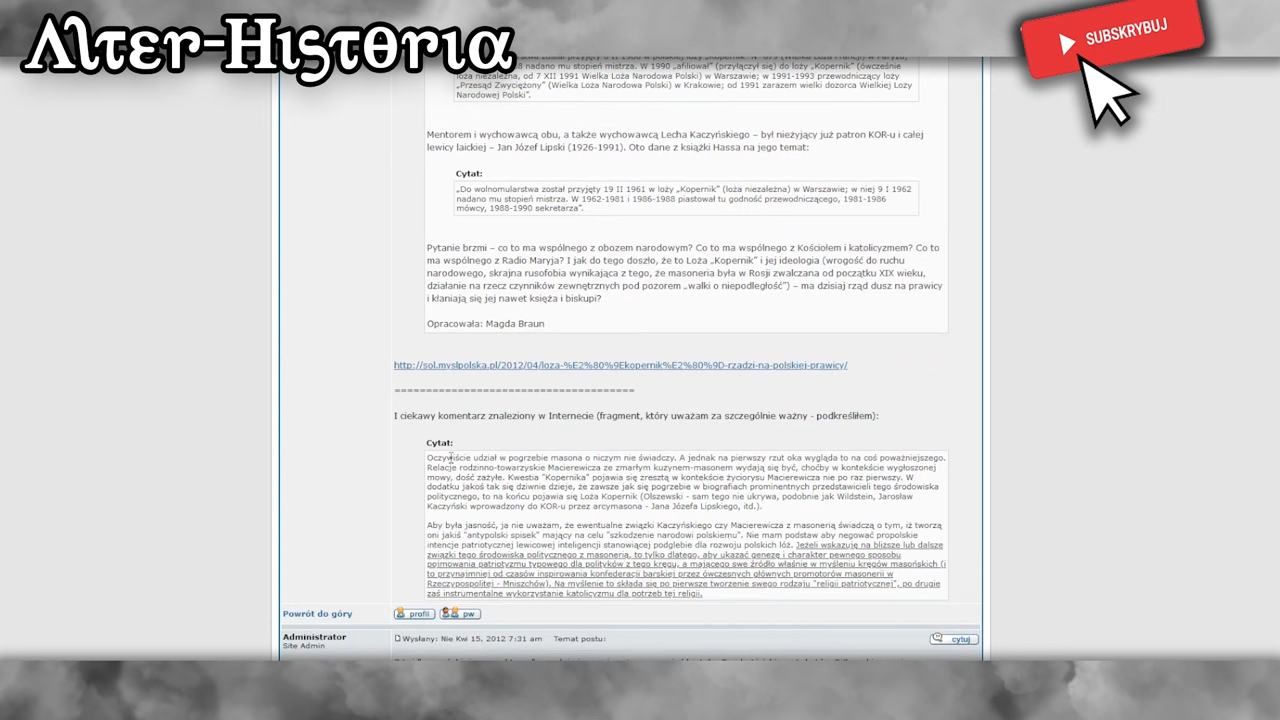 Alter-Historia
SUBSKRYBUJ
nadano mu stopień mistrza. W 1990 „afiliował” (przyłączył się) do loży „Kopernik” (ówcześnie
loża niezależna, od 7 XII 1991 Wielka Loża Narodowa Polski) w Warszawie; w 1991-1993 przewodniczący loży
„Przesąd Zwyciężony” (Wielka Loża Narodowa Polski) w Krakowie; od 1991 zarazem wielki dozorca Wielkiej Loży
Narodowej Polski”.
Mentorem i wychowawcą obu, a także wychowawcą Lecha Kaczyńskiego – był nieżyjący już patron KOR-u i całej
lewicy laickiej – Jan Józef Lipski (1926-1991). Oto dane z książki Hassa na jego temat:
Cytat:
„Do wolnomularstwa został przyjęty 19 II 1961 w loży „Kopernik” (loża niezależna) w Warszawie; w niej 9 I 1962
nadano mu stopień mistrza. W 1962-1981 i 1986-1988 piastował tu godność przewodniczącego, 1981-1986
mówcy, 1988-1990 sekretarza”.
Pytanie brzmi – co to ma wspólnego z obozem narodowym? Co to ma wspólnego z Kościołem i katolicyzmem? Co to
ma wspólnego z Radio Maryja? I jak do tego doszło, że to Loża „Kopernik” i jej ideologia (wrogość do ruchu
narodowego, skrajna rusofobia wynikająca z tego, że masoneria była w Rosji zwalczana od początku XIX wieku,
działanie na rzecz czynników zewnętrznych pod pozorem „walki o niepodległość”) – ma dzisiaj rząd dusz na prawicy
i kłaniają się jej nawet księża i biskupi?
Opracowała: Magda Braun
http://sol.myslpolska.pl/2012/04/loza-%E2%80%9Ekopernik%E2%80%9D-rzadzi-na-polskiej-prawicy/
======================================
I ciekawy komentarz znaleziony w Internecie (fragment, który uważam za szczególnie ważny - podkreśliłem):
Cytat:
Oczywiście udział w pogrzebie masona o niczym nie świadczy. A jednak na pierwszy rzut oka wygląda to na coś poważniejszego.
Relacje rodzinno-towarzyskie Macierewicza ze zmarłym kuzynem-masonem wydają się być, choćby w kontekście wygłoszonej
mowy, dość zażyłe. Kwesta "Kopernika" pojawia się zresztą w kontekście życiorysu Macierewicza nie po raz pierwszy. W
dodatku jakoś tak się dziwnie dzieje, że zawsze jak się pogrzebie w biografiach prominentnych przedstawicieli tego środowiska
politycznego, to na końcu pojawia się Loża Kopernik (Olszewski - sam tego nie ukrywa, podobnie jak Wildstein, Jarosław
Kaczyński wprowadzony do KOR-u przez arcymasona - Jana Józefa Lipskiego, itd.).
Aby była jasność, ja nie uważam, że ewentualne związki Kaczyńskiego czy Macierewicza z masonerią świadczą o tym, iż tworzą
oni jakiś "antypolski spisek" mający na celu "szkodzenie narodowi polskiemu". Nie mam podstaw aby negować propolskie
intencje patriotycznej lewicowej inteligencji stanowiącej podglebie dla rozwoju polskich lóż. Jeżeli wskazuję na bliższe lub dalsze
związki tego środowiska politycznego z masonerią, to tylko dlatego, aby ukazać genezę i charakter pewnego sposobu
pojmowania patriotyzmu typowego dla polityków z tego kręgu, a mającego swe źródło właśnie w myśleniu kręgów masońskich (i
to przynajmniej od czasów inspirowania konfederacji barskiej przez ówczesnych głównych promotorów masonerii w
Rzeczypospolitej - Mniszchów). Na myślenie to składa się po pierwsze tworzenie swego rodzaju "religii patriotycznej", po drugie
zaś instrumentalne wykorzystanie katolicyzmu dla potrzeb tej religii.
Powrót do góry
profil
pw
Administrator
Site Admin
Wysłany: Nie Kwi 15, 2012 7:31 am Temat postu:
cytuj